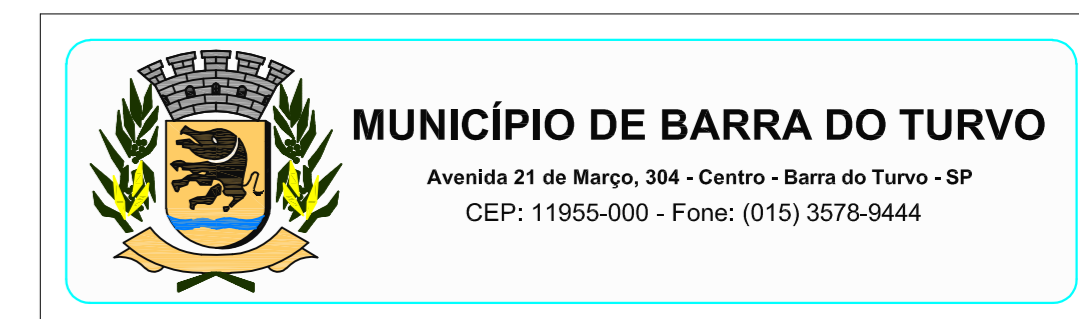 MUNICÍPIO DE BARRA DO TURVO
Avenida 21 de Março, 304 - Centro - Barra do Turvo - SP
CEP: 11955-000 - Fone: (015) 3578-9444